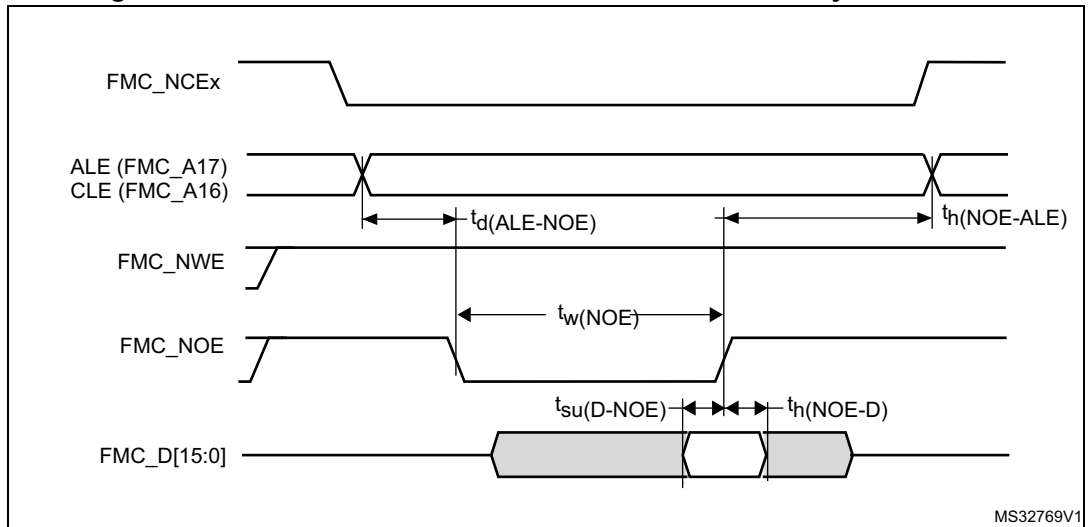 FMC_NCEx
ALE (FMC_A17)
CLE (FMC_A16)
td(ALE-NOE)
th(NOE-ALE)
FMC_NWE
tw(NOE)
FMC_NOE
tsu(D-NOE)
th(NOE-D)
FMC_D[15:0]
MS32769V1